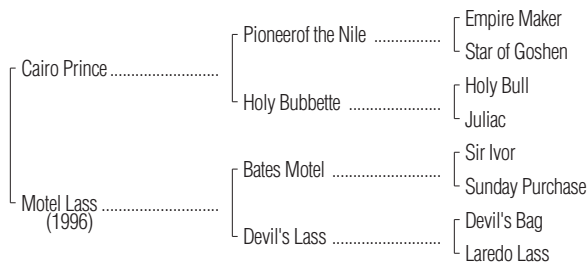 Empire Maker
Pioneerof the Nile ..................
Star of Goshen
Cairo Prince ........................
Holy Bull
Holy Bubbette .....................
Juliac
Sir Ivor
Bates Motel ........................
Sunday Purchase
Motel Lass ..........................
(1996)
Devil's Bag
Devil's Lass ........................
Laredo Lass